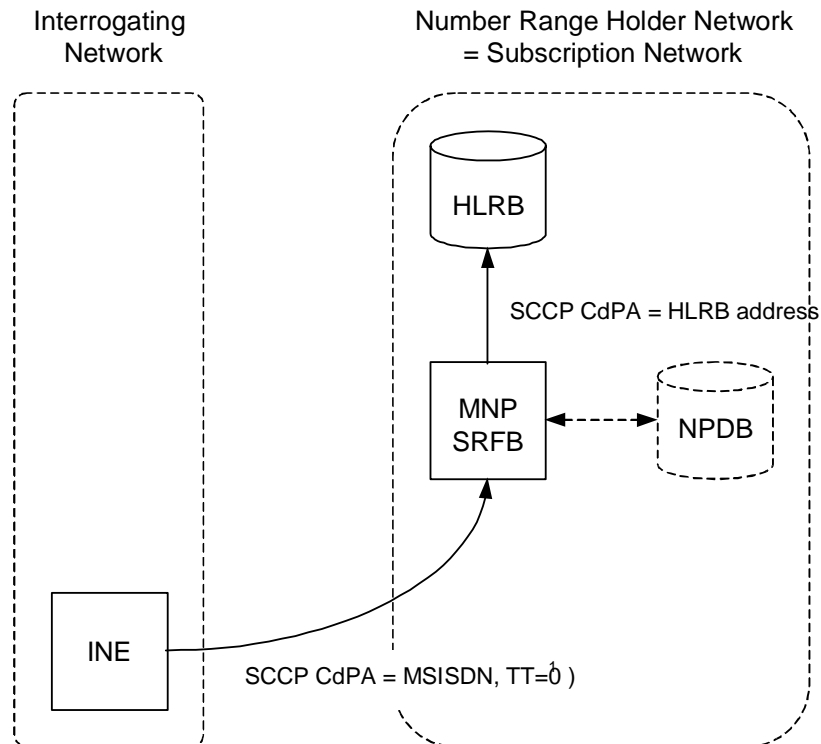 Interrogating
Network
Number Range Holder Network
= Subscription Network
HLRB
SCCP CdPA = HLRB address
MNP
SRFB
NPDB
INE
SCCP CdPA = MSISDN, TT=0¹)